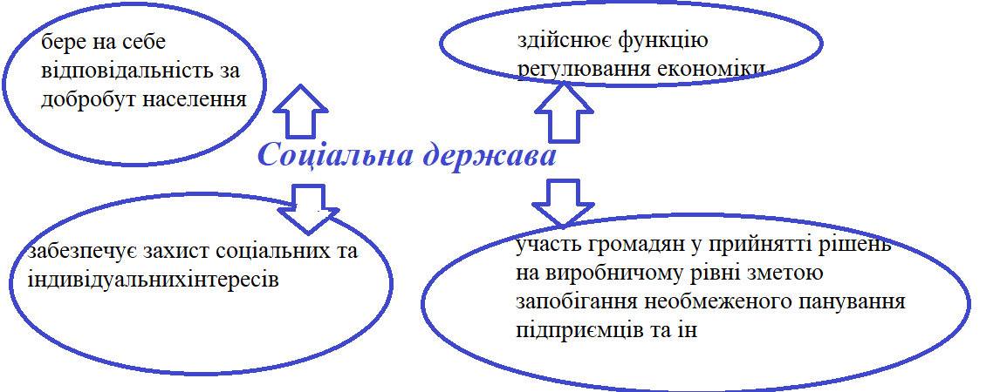 бере на себе
відповідальність за
добробут населення
здійснює функцію
регулювання економіки
Соціальна держава
забезпечує захист соціальних та
індивідуальнихінтересів
участь громадян у прийнятті рішень
на виробничому рівні зметою
запобігання необмеженого панування
підприємців та ін